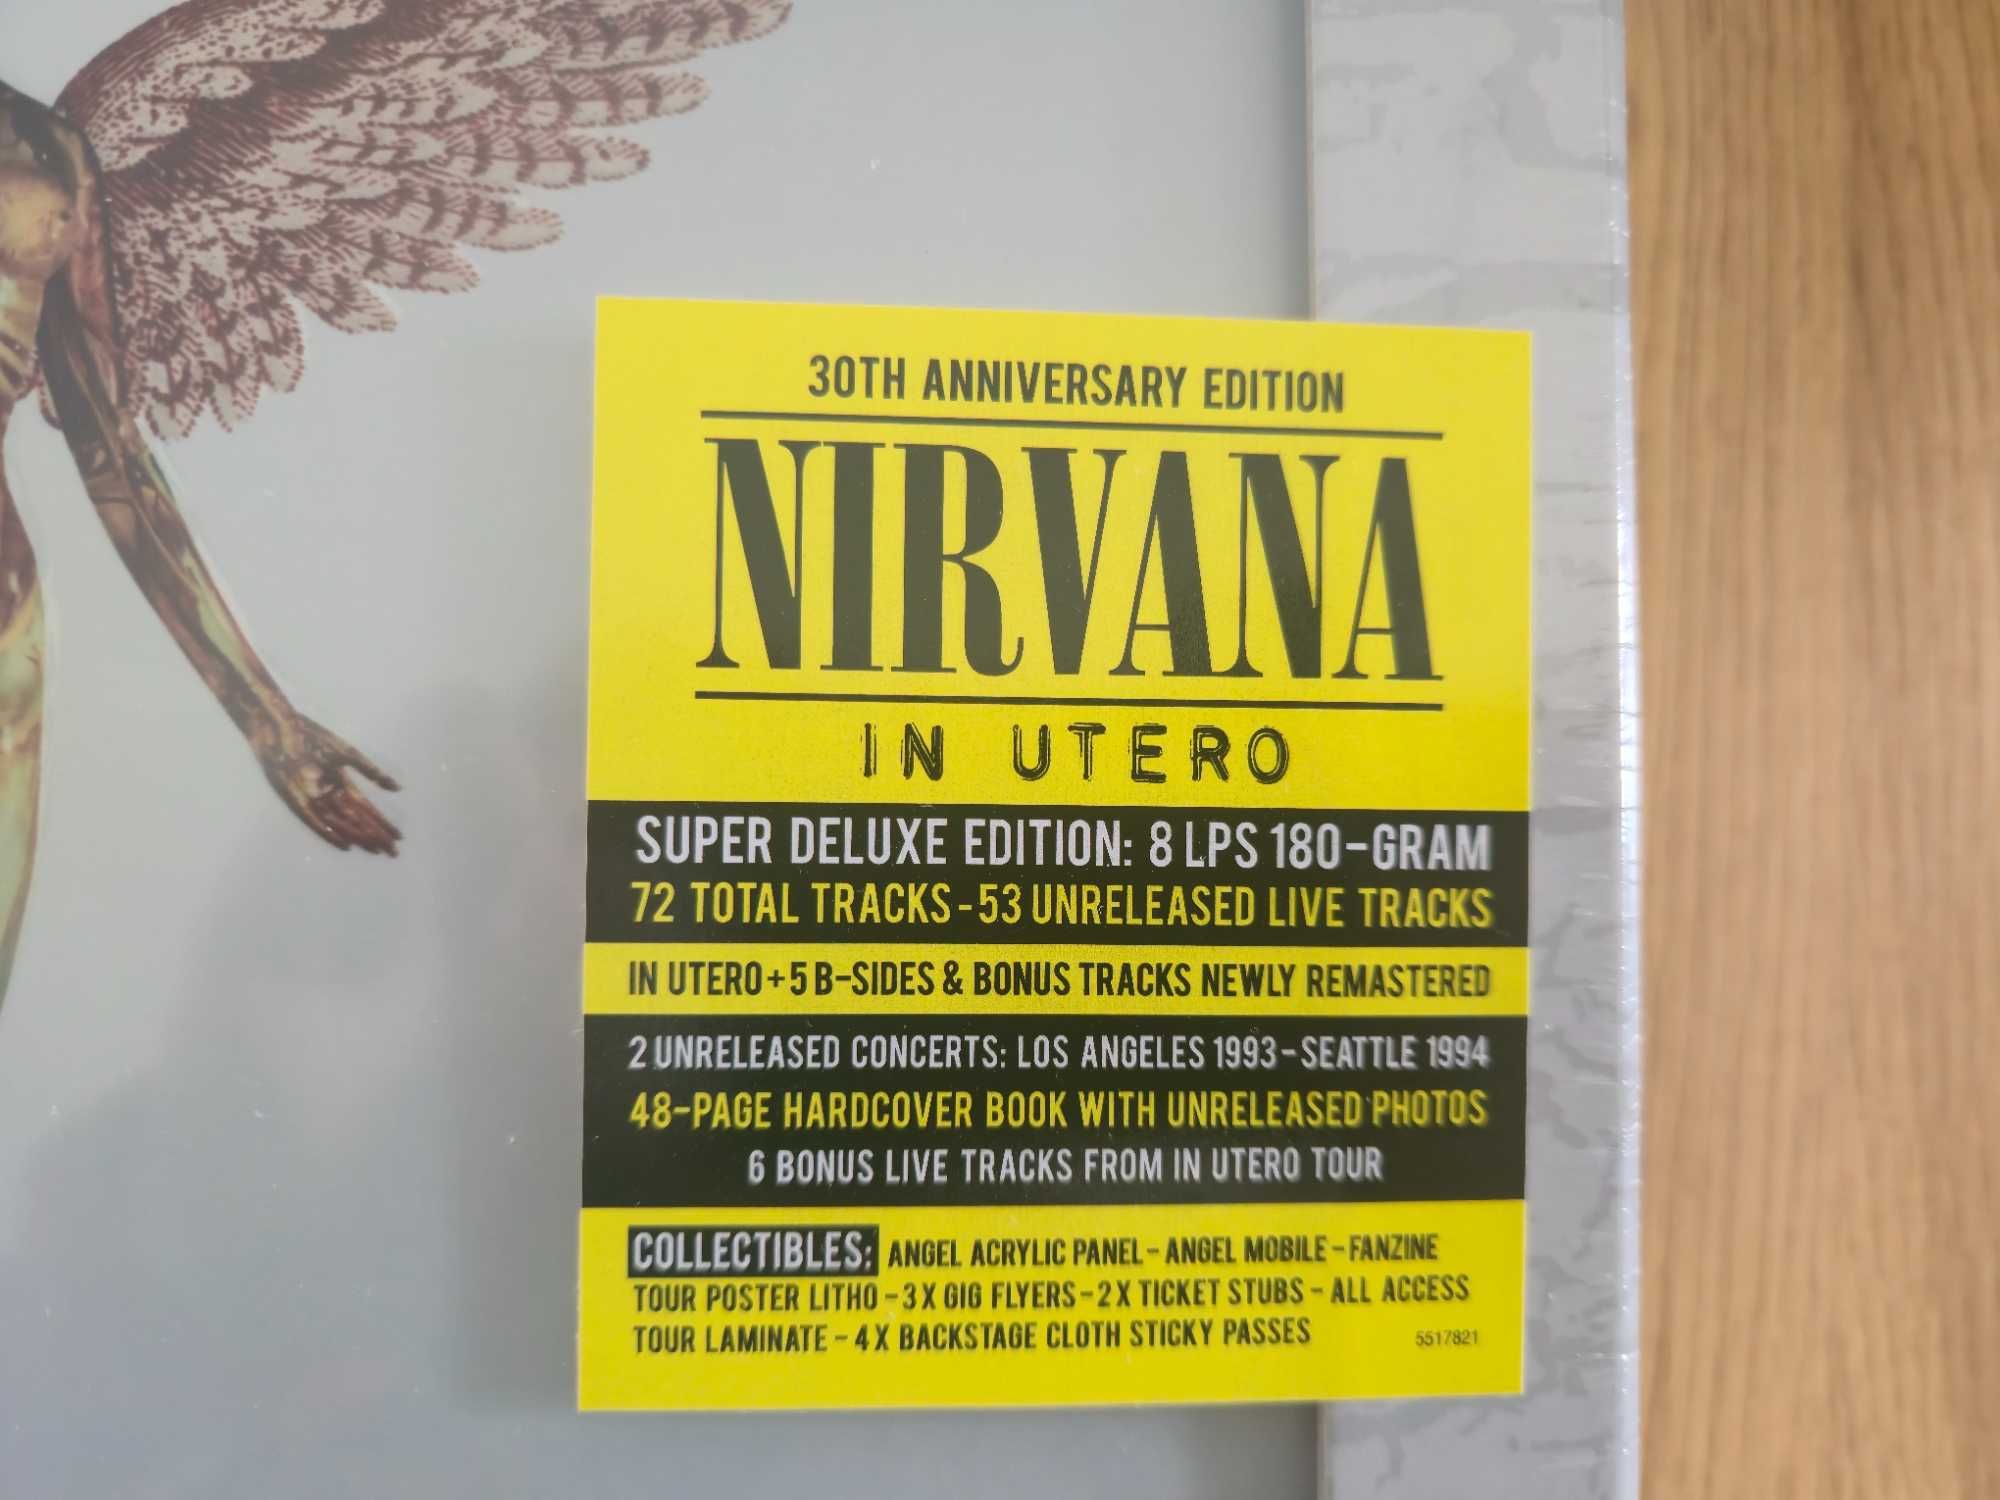 30TH ANNIVERSARY EDITION
NIRVANA
IN UTERO
SUPER DELUXE EDITION: 8 LPS 180-GRAM
72 TOTAL TRACKS - 53 UNRELEASED LIVE TRACKS
IN UTERO + 5 B-SIDES & BONUS TRACKS NEWLY REMASTERED
2 UNRELEASED CONCERTS: LOS ANGELES 1993 - SEATTLE 1994
48-PAGE HARDCOVER BOOK WITH UNRELEASED PHOTOS
6 BONUS LIVE TRACKS FROM IN UTERO TOUR
COLLECTIBLES: ANGEL ACRYLIC PANEL - ANGEL MOBILE - FANZINE
TOUR POSTER LITHO - 3 X GIG FLYERS - 2 X TICKET STUBS - ALL ACCESS
TOUR LAMINATE - 4 X BACKSTAGE CLOTH STICKY PASSES 5517821